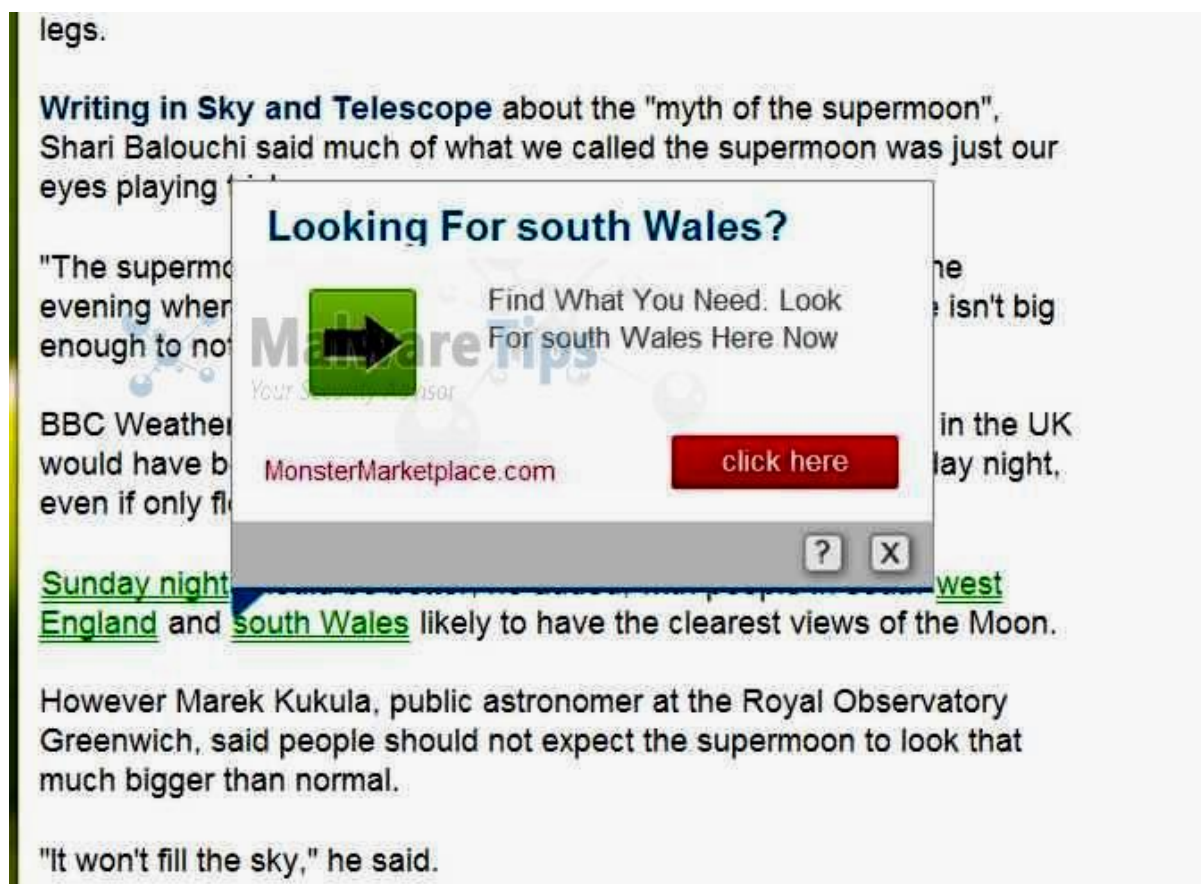 legs.
Writing in Sky and Telescope about the "myth of the supermoon",
Shari Balouchi said much of what we called the supermoon was just our
eyes playing
Looking For south Wales?
"The supermo
evening wher
isn't big
enough to not
Find What You Need. Look
For south Wales Here Now
Malware Tips
Your Security Advisor
BBC Weather
in the UK
would have b
lay night,
even if only fl
MonsterMarketplace.com
click here
?
X
Sunday night
west
England and south Wales likely to have the clearest views of the Moon.
However Marek Kukula, public astronomer at the Royal Observatory
Greenwich, said people should not expect the supermoon to look that
much bigger than normal.
"It won't fill the sky," he said.